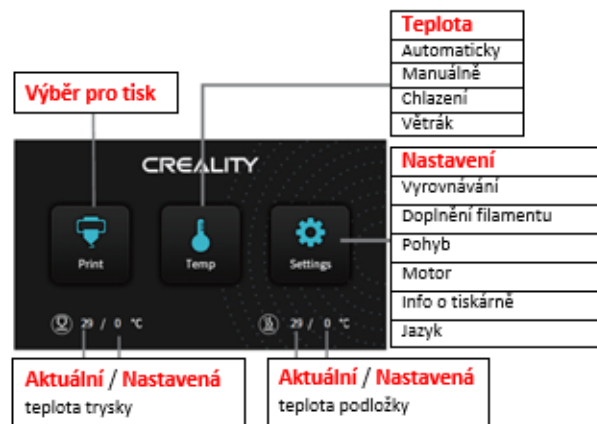 Teplota
Automaticky
Manuálně
Chlazení
Větrák
Výběr pro tisk
CREALITY
Print
Temp
Settings
29 / 0 °C
29 / 0 °C
Nastavení
Vyrovnávání
Doplnění filamentu
Pohyb
Motor
Info o tiskárně
Jazyk
Aktuální / Nastavená
teplota trysky
Aktuální / Nastavená
teplota podložky